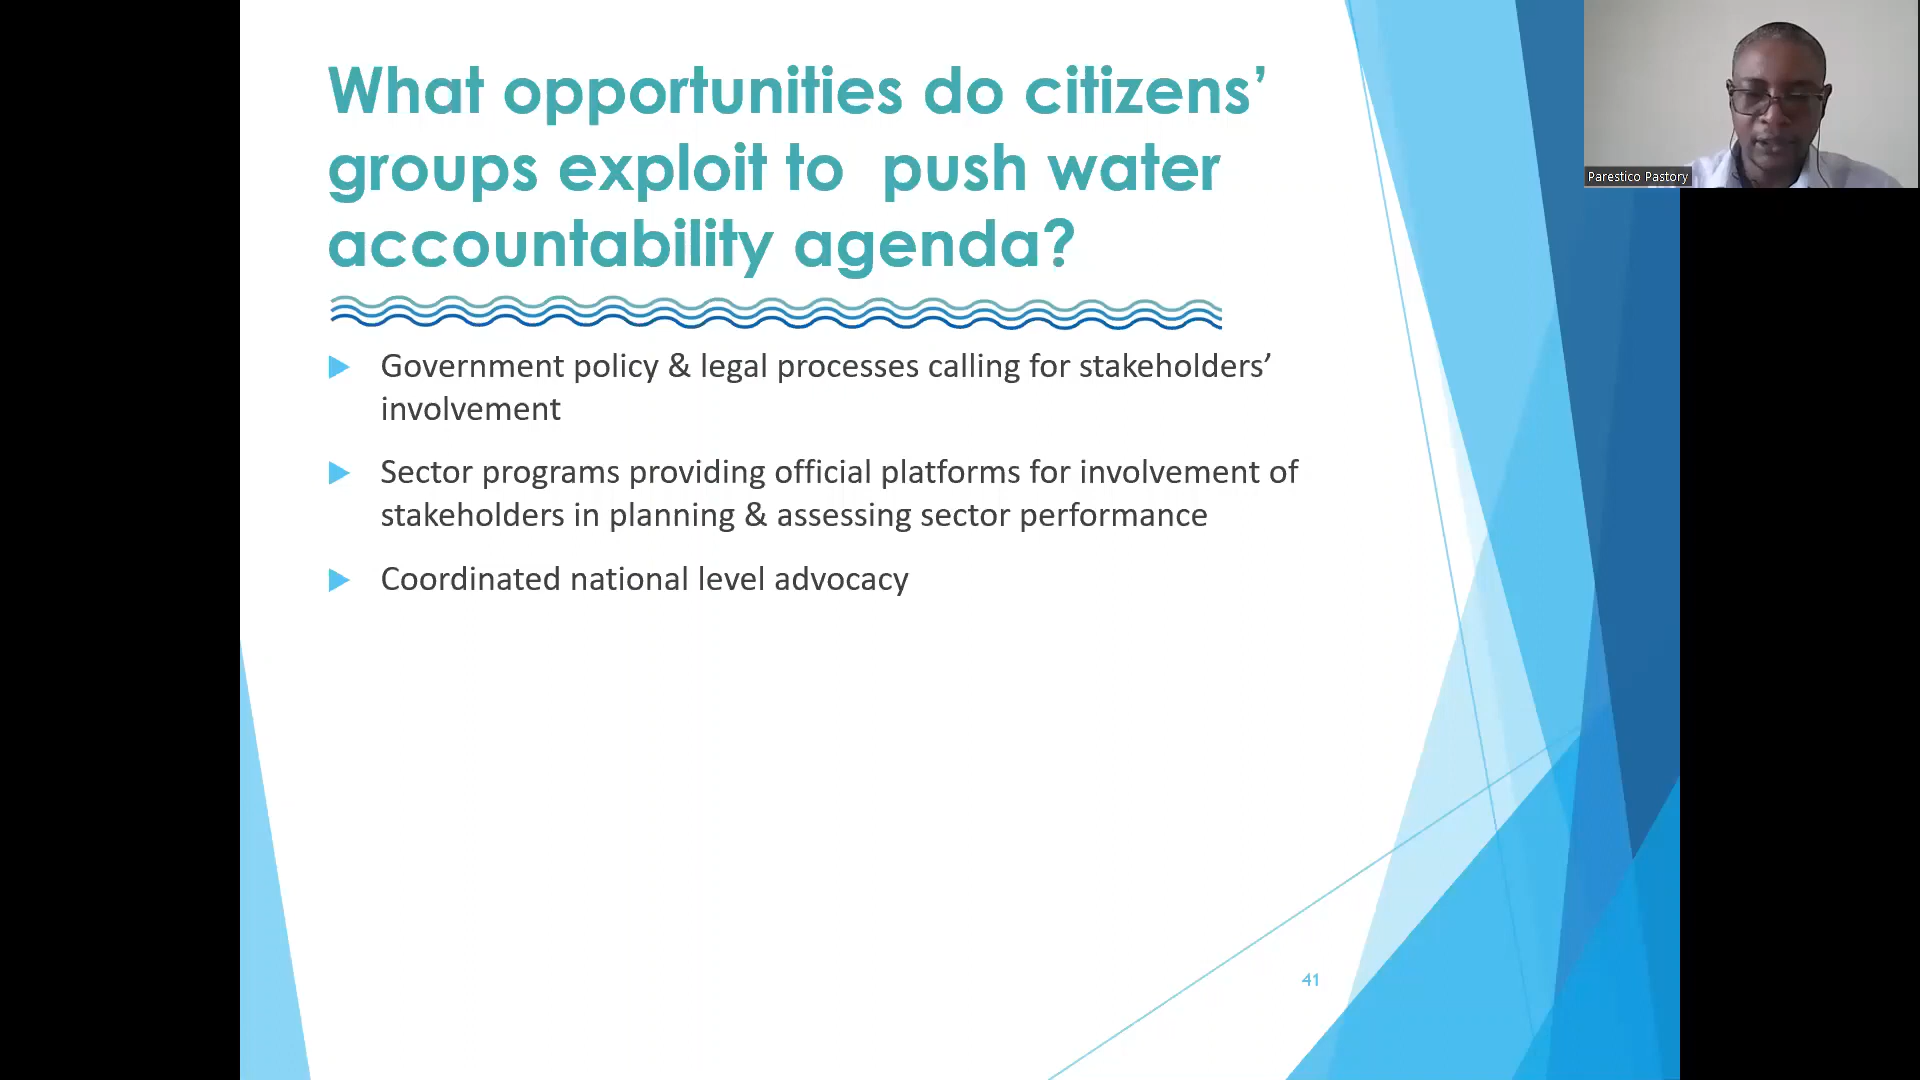 What opportunities do citizens’
groups exploit to  push water
accountability agenda?
Government policy & legal processes calling for stakeholders’
involvement
Sector programs providing official platforms for involvement of
stakeholders in planning & assessing sector performance
Coordinated national level advocacy
41
Parestico Pastory